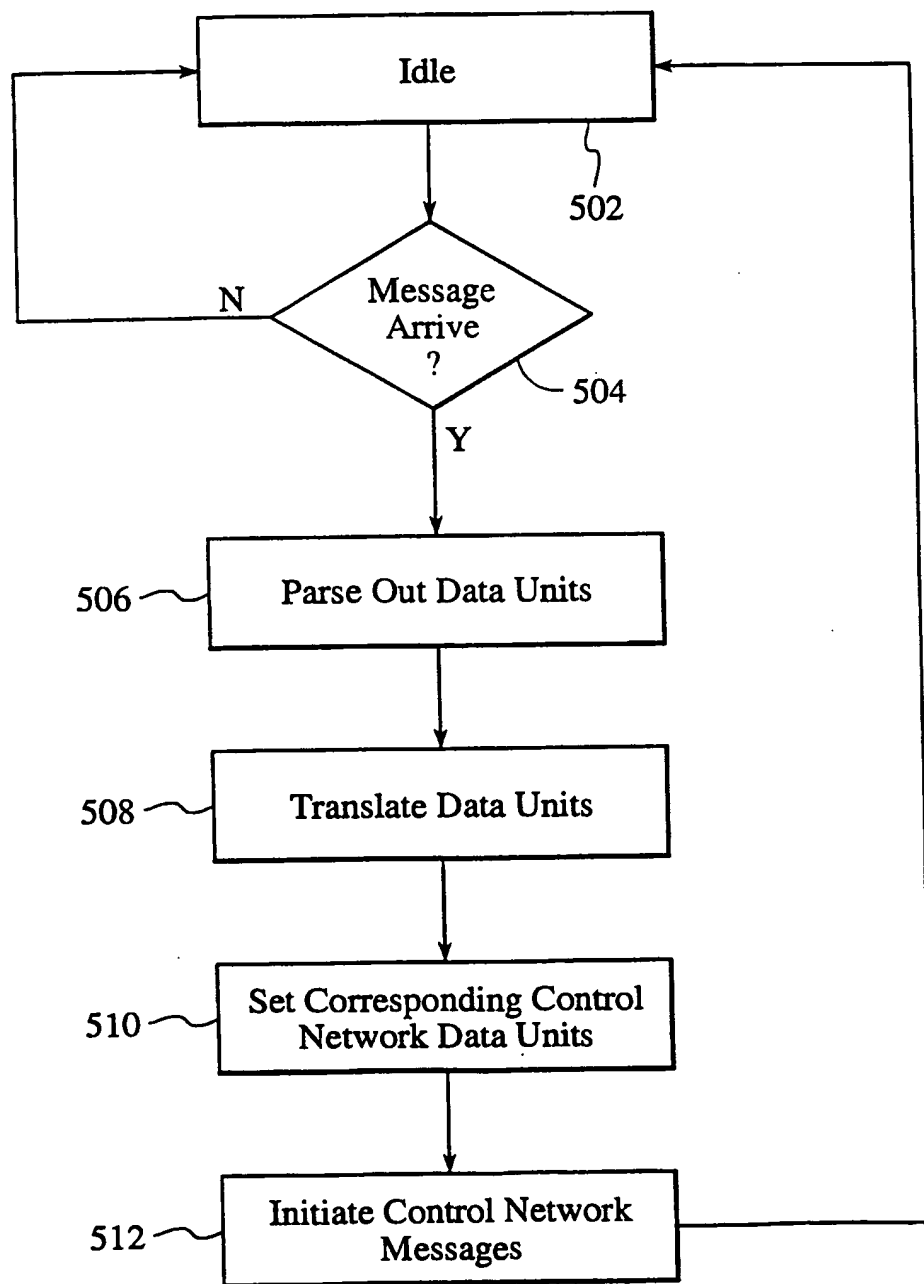 Idle
502
Message
Arrive
?
504
N
Y
506
Parse Out Data Units
508
Translate Data Units
510
Set Corresponding Control
Network Data Units
512
Initiate Control Network
Messages